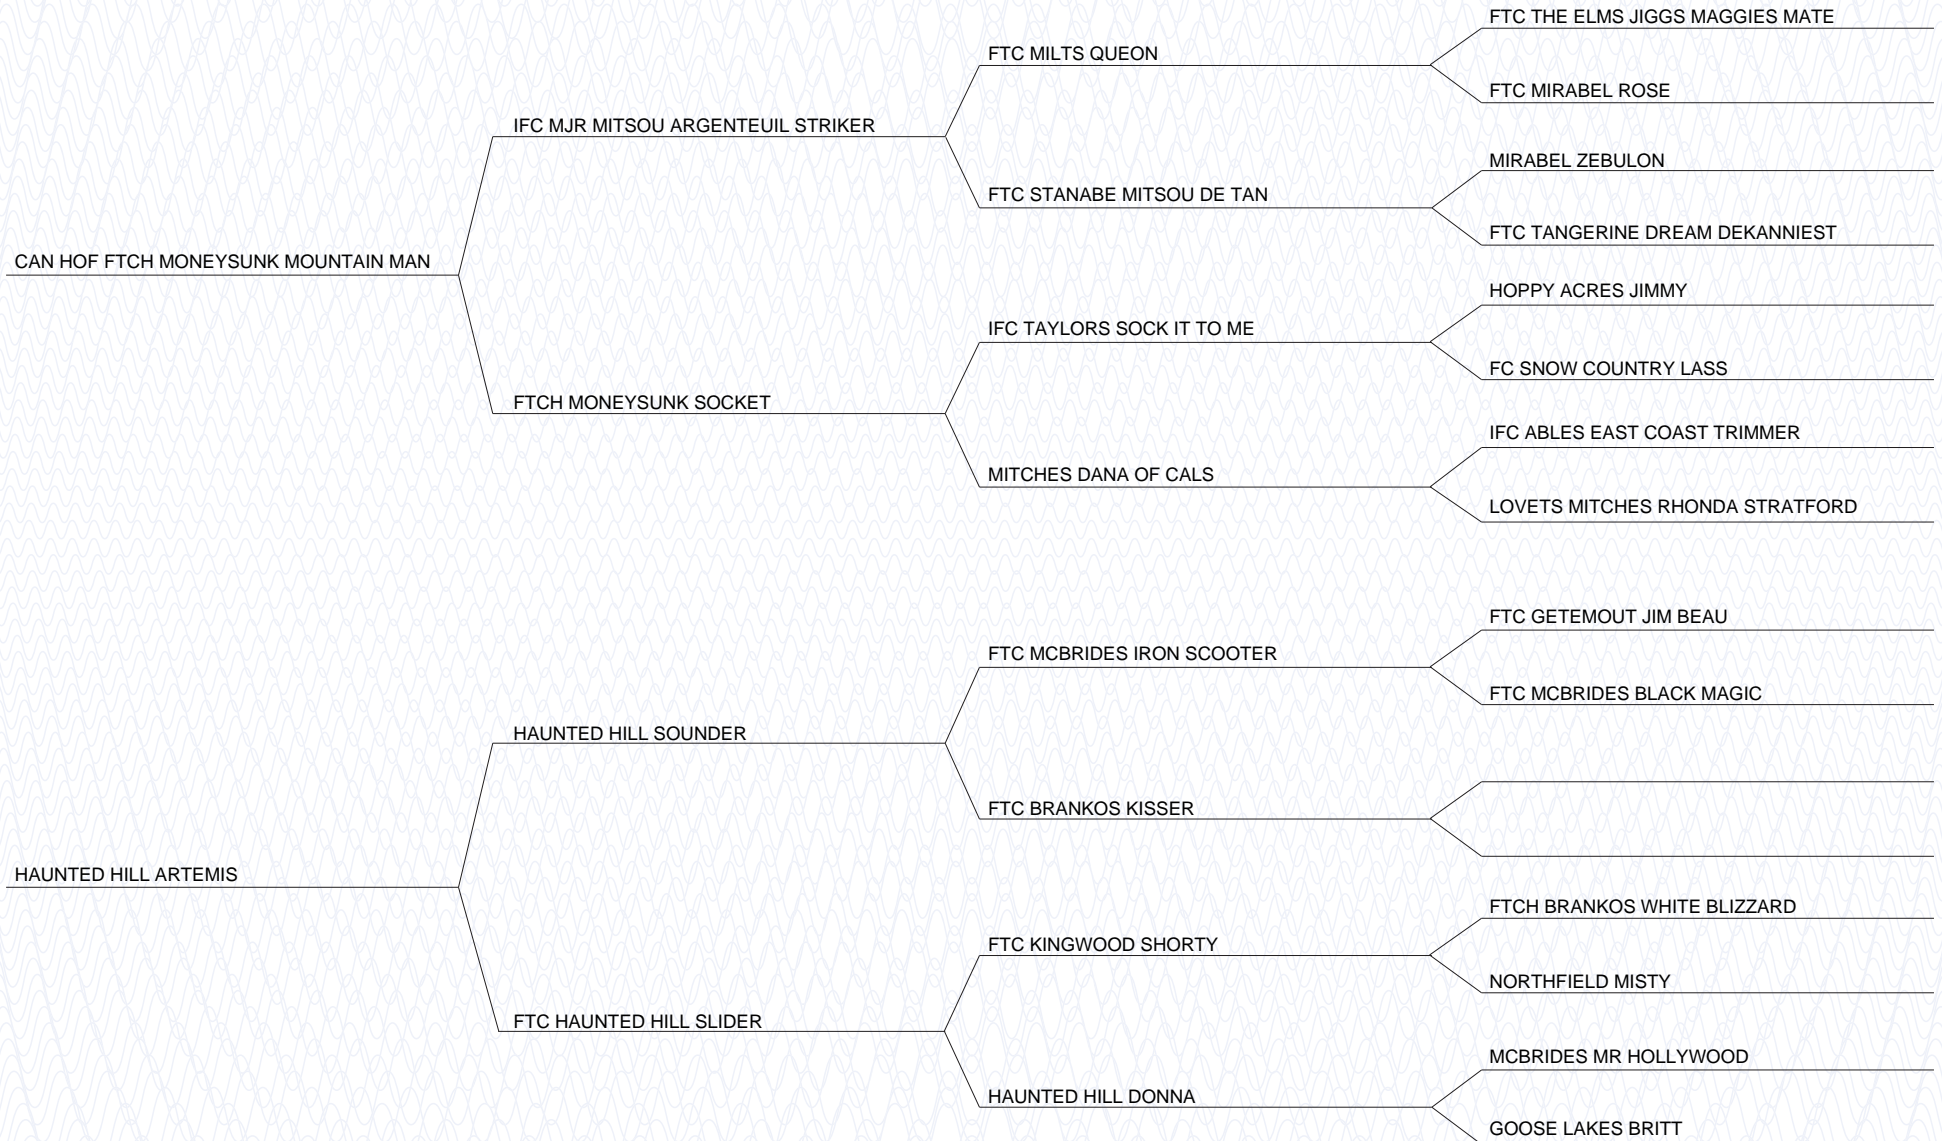 FTC THE ELMS JIGGS MAGGIES MATE
FTC MILTS QUEON
FTC MIRABEL ROSE
IFC MJR MITSOU ARGENTEUIL STRIKER
MIRABEL ZEBULON
FTC STANABE MITSOU DE TAN
FTC TANGERINE DREAM DEKANNIEST
CAN HOF FTCH MONEYSUNK MOUNTAIN MAN
HOPPY ACRES JIMMY
IFC TAYLORS SOCK IT TO ME
FC SNOW COUNTRY LASS
FTCH MONEYSUNK SOCKET
IFC ABLES EAST COAST TRIMMER
MITCHES DANA OF CALS
LOVETS MITCHES RHONDA STRATFORD
FTC GETEMOUT JIM BEAU
FTC MCBRIDES IRON SCOOTER
FTC MCBRIDES BLACK MAGIC
HAUNTED HILL SOUNDER
FTC BRANKOS KISSER
HAUNTED HILL ARTEMIS
FTCH BRANKOS WHITE BLIZZARD
FTC KINGWOOD SHORTY
NORTHFIELD MISTY
FTC HAUNTED HILL SLIDER
MCBRIDES MR HOLLYWOOD
HAUNTED HILL DONNA
GOOSE LAKES BRITT